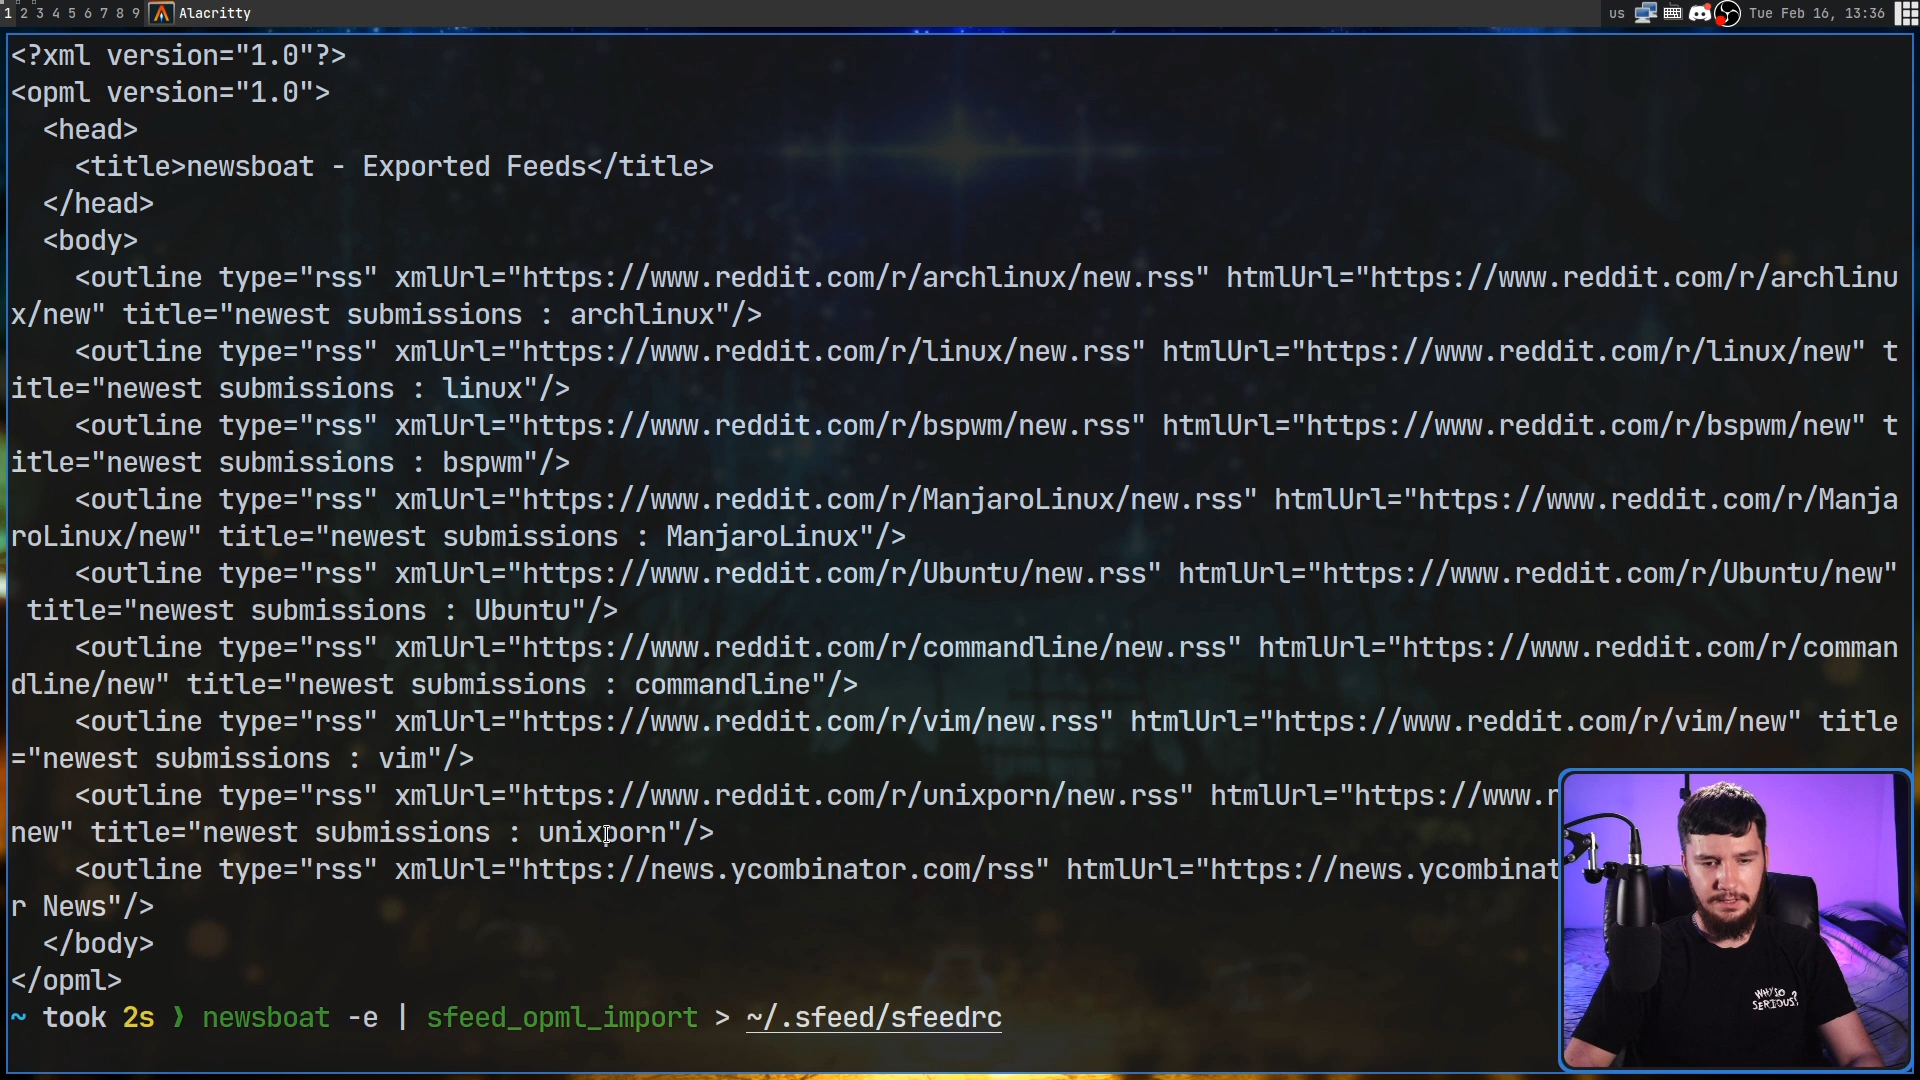 1 2 3 4 5 6 7 8 9 Alacritty us Tue Feb 16, 13:36
<?xml version="1.0"?>
<opml version="1.0">
<head>
<title>newsboat - Exported Feeds</title>
</head>
<body>
<outline type="rss" xmlUrl="https://www.reddit.com/r/archlinux/new.rss" htmlUrl="https://www.reddit.com/r/archlinu
x/new" title="newest submissions : archlinux"/>
<outline type="rss" xmlUrl="https://www.reddit.com/r/linux/new.rss" htmlUrl="https://www.reddit.com/r/linux/new" t
itle="newest submissions : linux"/>
<outline type="rss" xmlUrl="https://www.reddit.com/r/bspwm/new.rss" htmlUrl="https://www.reddit.com/r/bspwm/new" t
itle="newest submissions : bspwm"/>
<outline type="rss" xmlUrl="https://www.reddit.com/r/ManjaroLinux/new.rss" htmlUrl="https://www.reddit.com/r/Manja
roLinux/new" title="newest submissions : ManjaroLinux"/>
<outline type="rss" xmlUrl="https://www.reddit.com/r/Ubuntu/new.rss" htmlUrl="https://www.reddit.com/r/Ubuntu/new"
title="newest submissions : Ubuntu"/>
<outline type="rss" xmlUrl="https://www.reddit.com/r/commandline/new.rss" htmlUrl="https://www.reddit.com/r/comman
dline/new" title="newest submissions : commandline"/>
<outline type="rss" xmlUrl="https://www.reddit.com/r/vim/new.rss" htmlUrl="https://www.reddit.com/r/vim/new" title
="newest submissions : vim"/>
<outline type="rss" xmlUrl="https://www.reddit.com/r/unixporn/new.rss" htmlUrl="https://www.r
new" title="newest submissions : unixporn"/>
<outline type="rss" xmlUrl="https://news.ycombinator.com/rss" htmlUrl="https://news.ycombinat
r News"/>
</body>
</opml>
~ took 2s ❯ newsboat -e | sfeed_opml_import > ~/.sfeed/sfeedrc
WHY SO
SERIOUS?